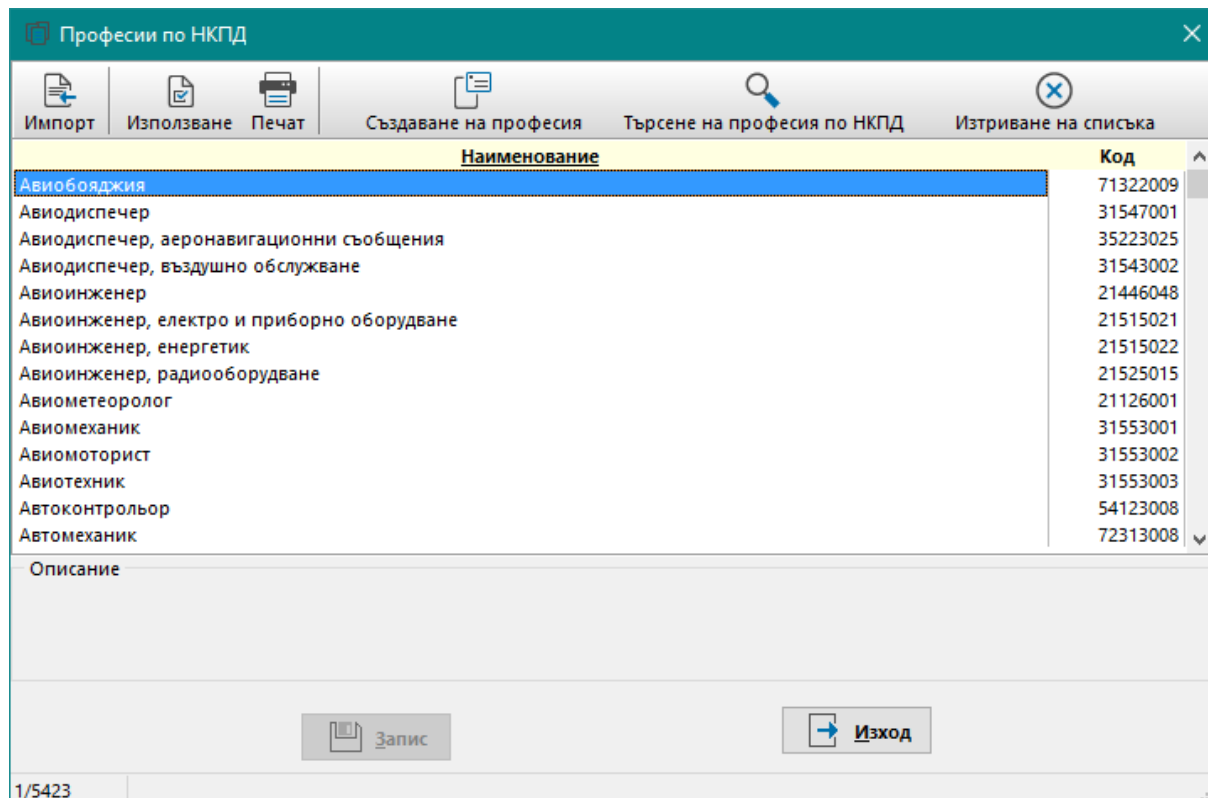 Професии по НКПД
Импорт Използване Печат Създаване на професия Търсене на професия по НКПД Изтриване на списъка
Наименование Код
Авиобояджия 71322009
Авиодиспечер 31547001
Авиодиспечер, аеронавигационни съобщения 35223025
Авиодиспечер, въздушно обслужване 31543002
Авиоинженер 21446048
Авиоинженер, електро и приборно оборудване 21515021
Авиоинженер, енергетик 21515022
Авиоинженер, радиооборудване 21525015
Авиометеоролог 21126001
Авиомеханик 31553001
Авиомоторист 31553002
Авиотехник 31553003
Автоконтрольор 54123008
Автомеханик 72313008
Описание
Запис Изход
1/5423